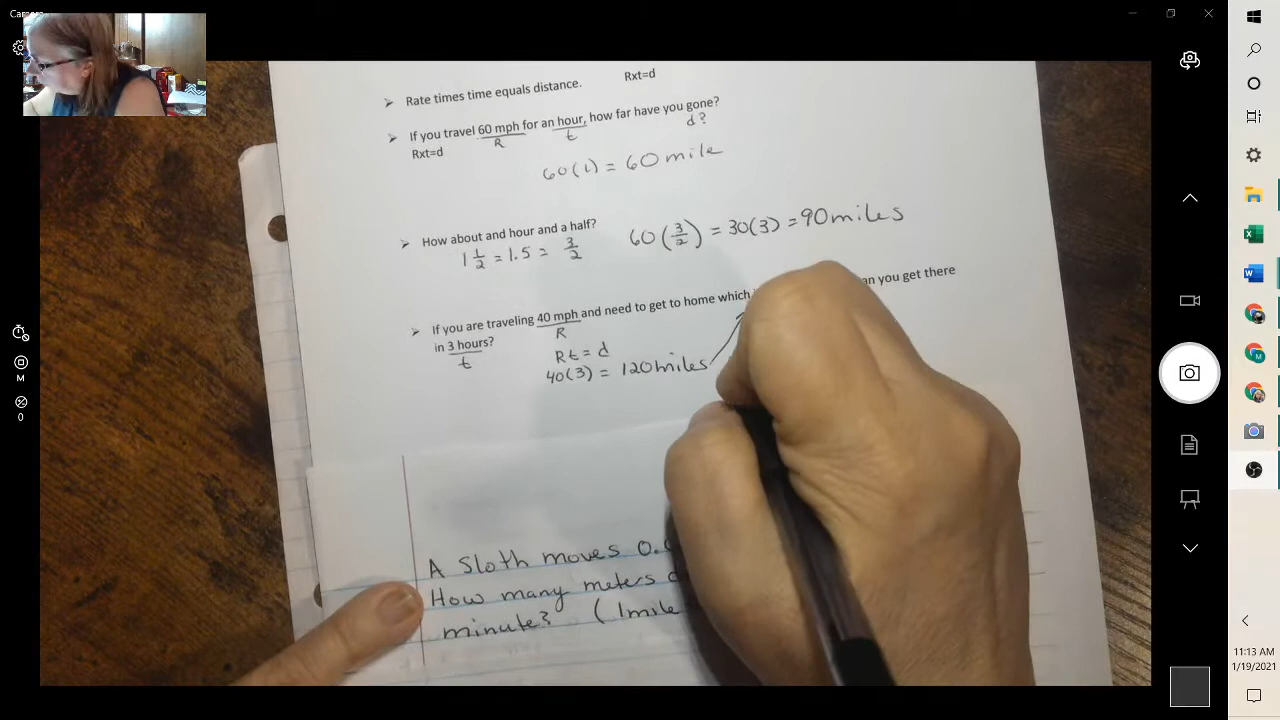 Rate times time equals distance. Rxt=d
If you travel 60 mph for an hour, how far have you gone?
R t d?
Rxt=d
60(1) = 60 mile
How about and hour and a half?
1 1/2 = 1.5 = 3/2
60(3/2) = 30(3) = 90 miles
If you are traveling 40 mph and need to get to home which
you get there
R
in 3 hours?
t
Rt = d
40(3) = 120 miles
A Sloth moves 0.
How many meters
minute? (1mile
M
0
11:13 AM
1/19/2021